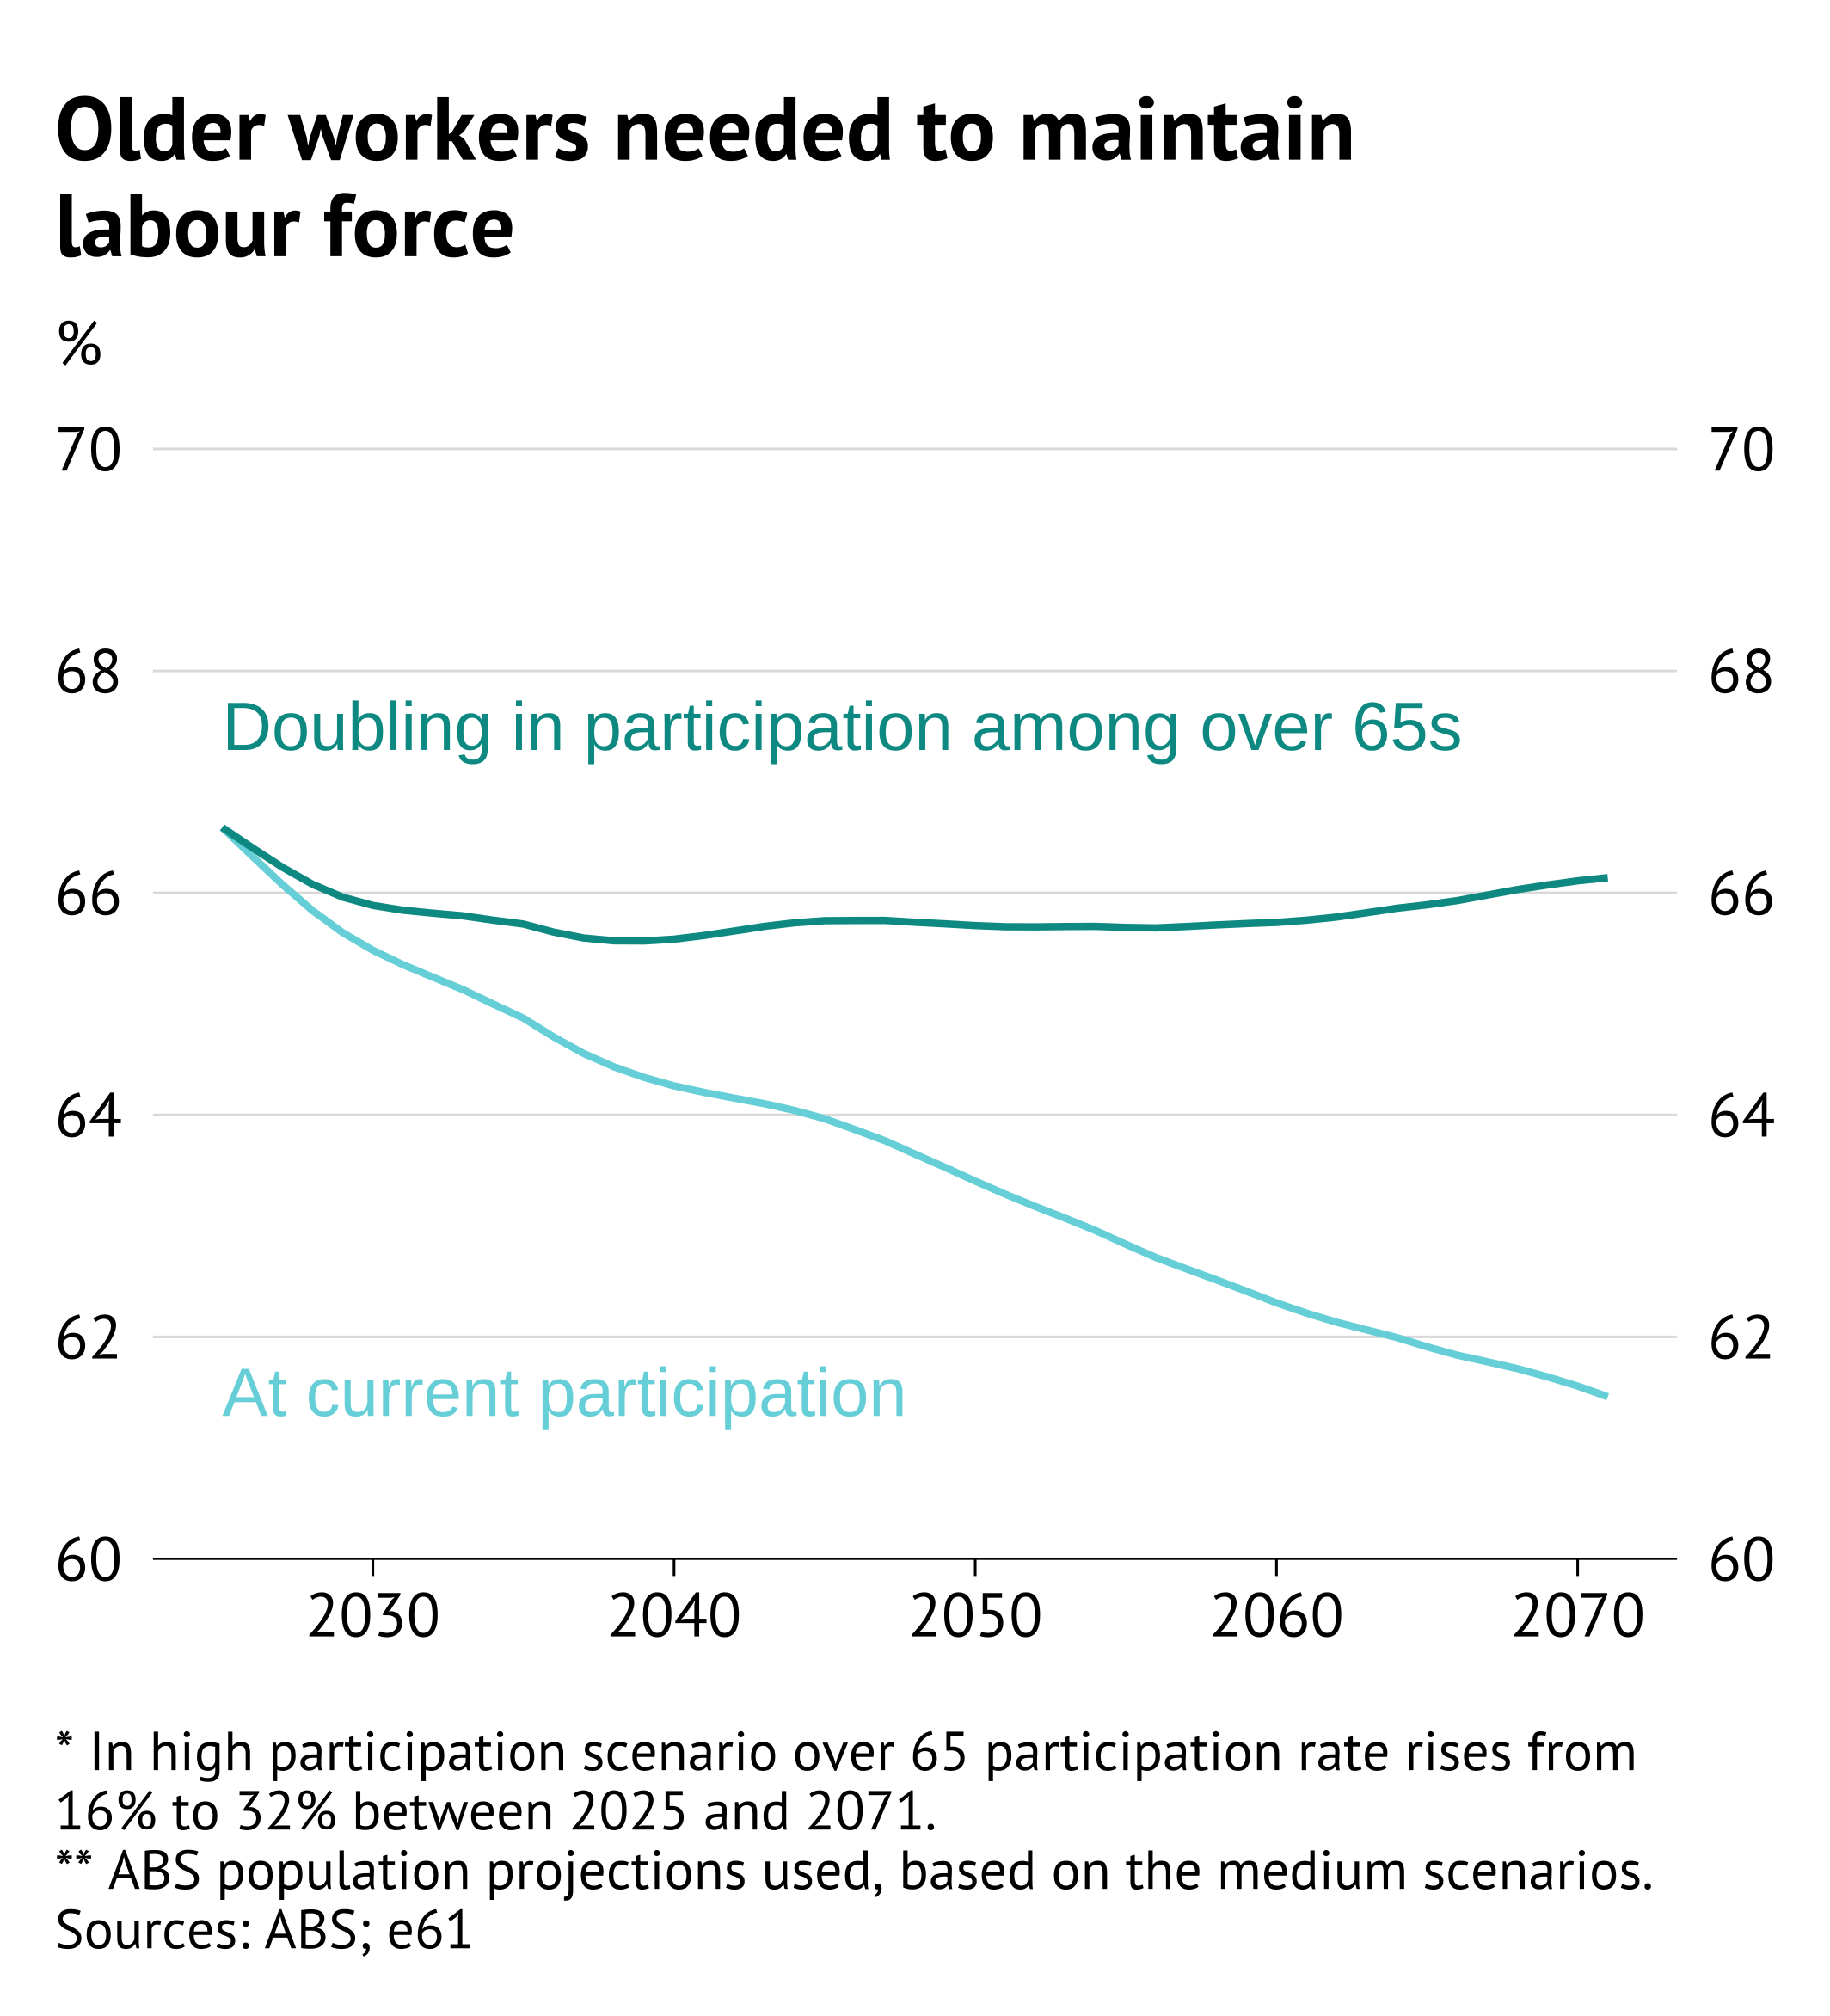 Older workers needed to maintain
labour force
%
70 70
68 68
Doubling in participation among over 65s
66 66
64 64
62 62
At current participation
60 60
2030 2040 2050 2060 2070
* In high participation scenario over 65 participation rate rises from
16% to 32% between 2025 and 2071.
** ABS population projections used, based on the medium scenarios.
Sources: ABS; e61